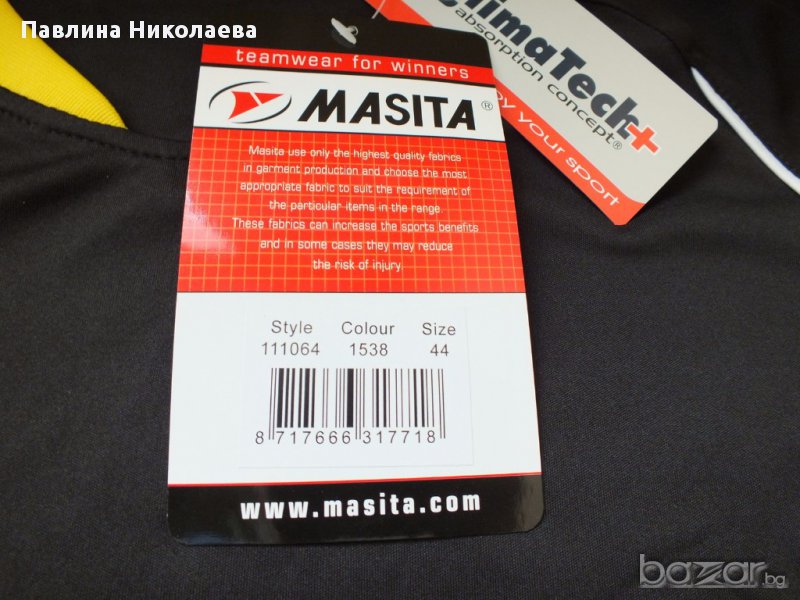 Павлина Николаева
teamwear for winners
MASITA®
Masita use only the highest quality fabrics
in garment production and choose the most
appropriate fabric to suit the requirement of
the particular items in the range.
These fabrics can increase the sports benefits
and in some cases they may reduce
the risk of injury.
Style Colour Size
111064 1538 44
8 717666 317718
www.masita.com
absorption concept®
your sport
bazar.bg